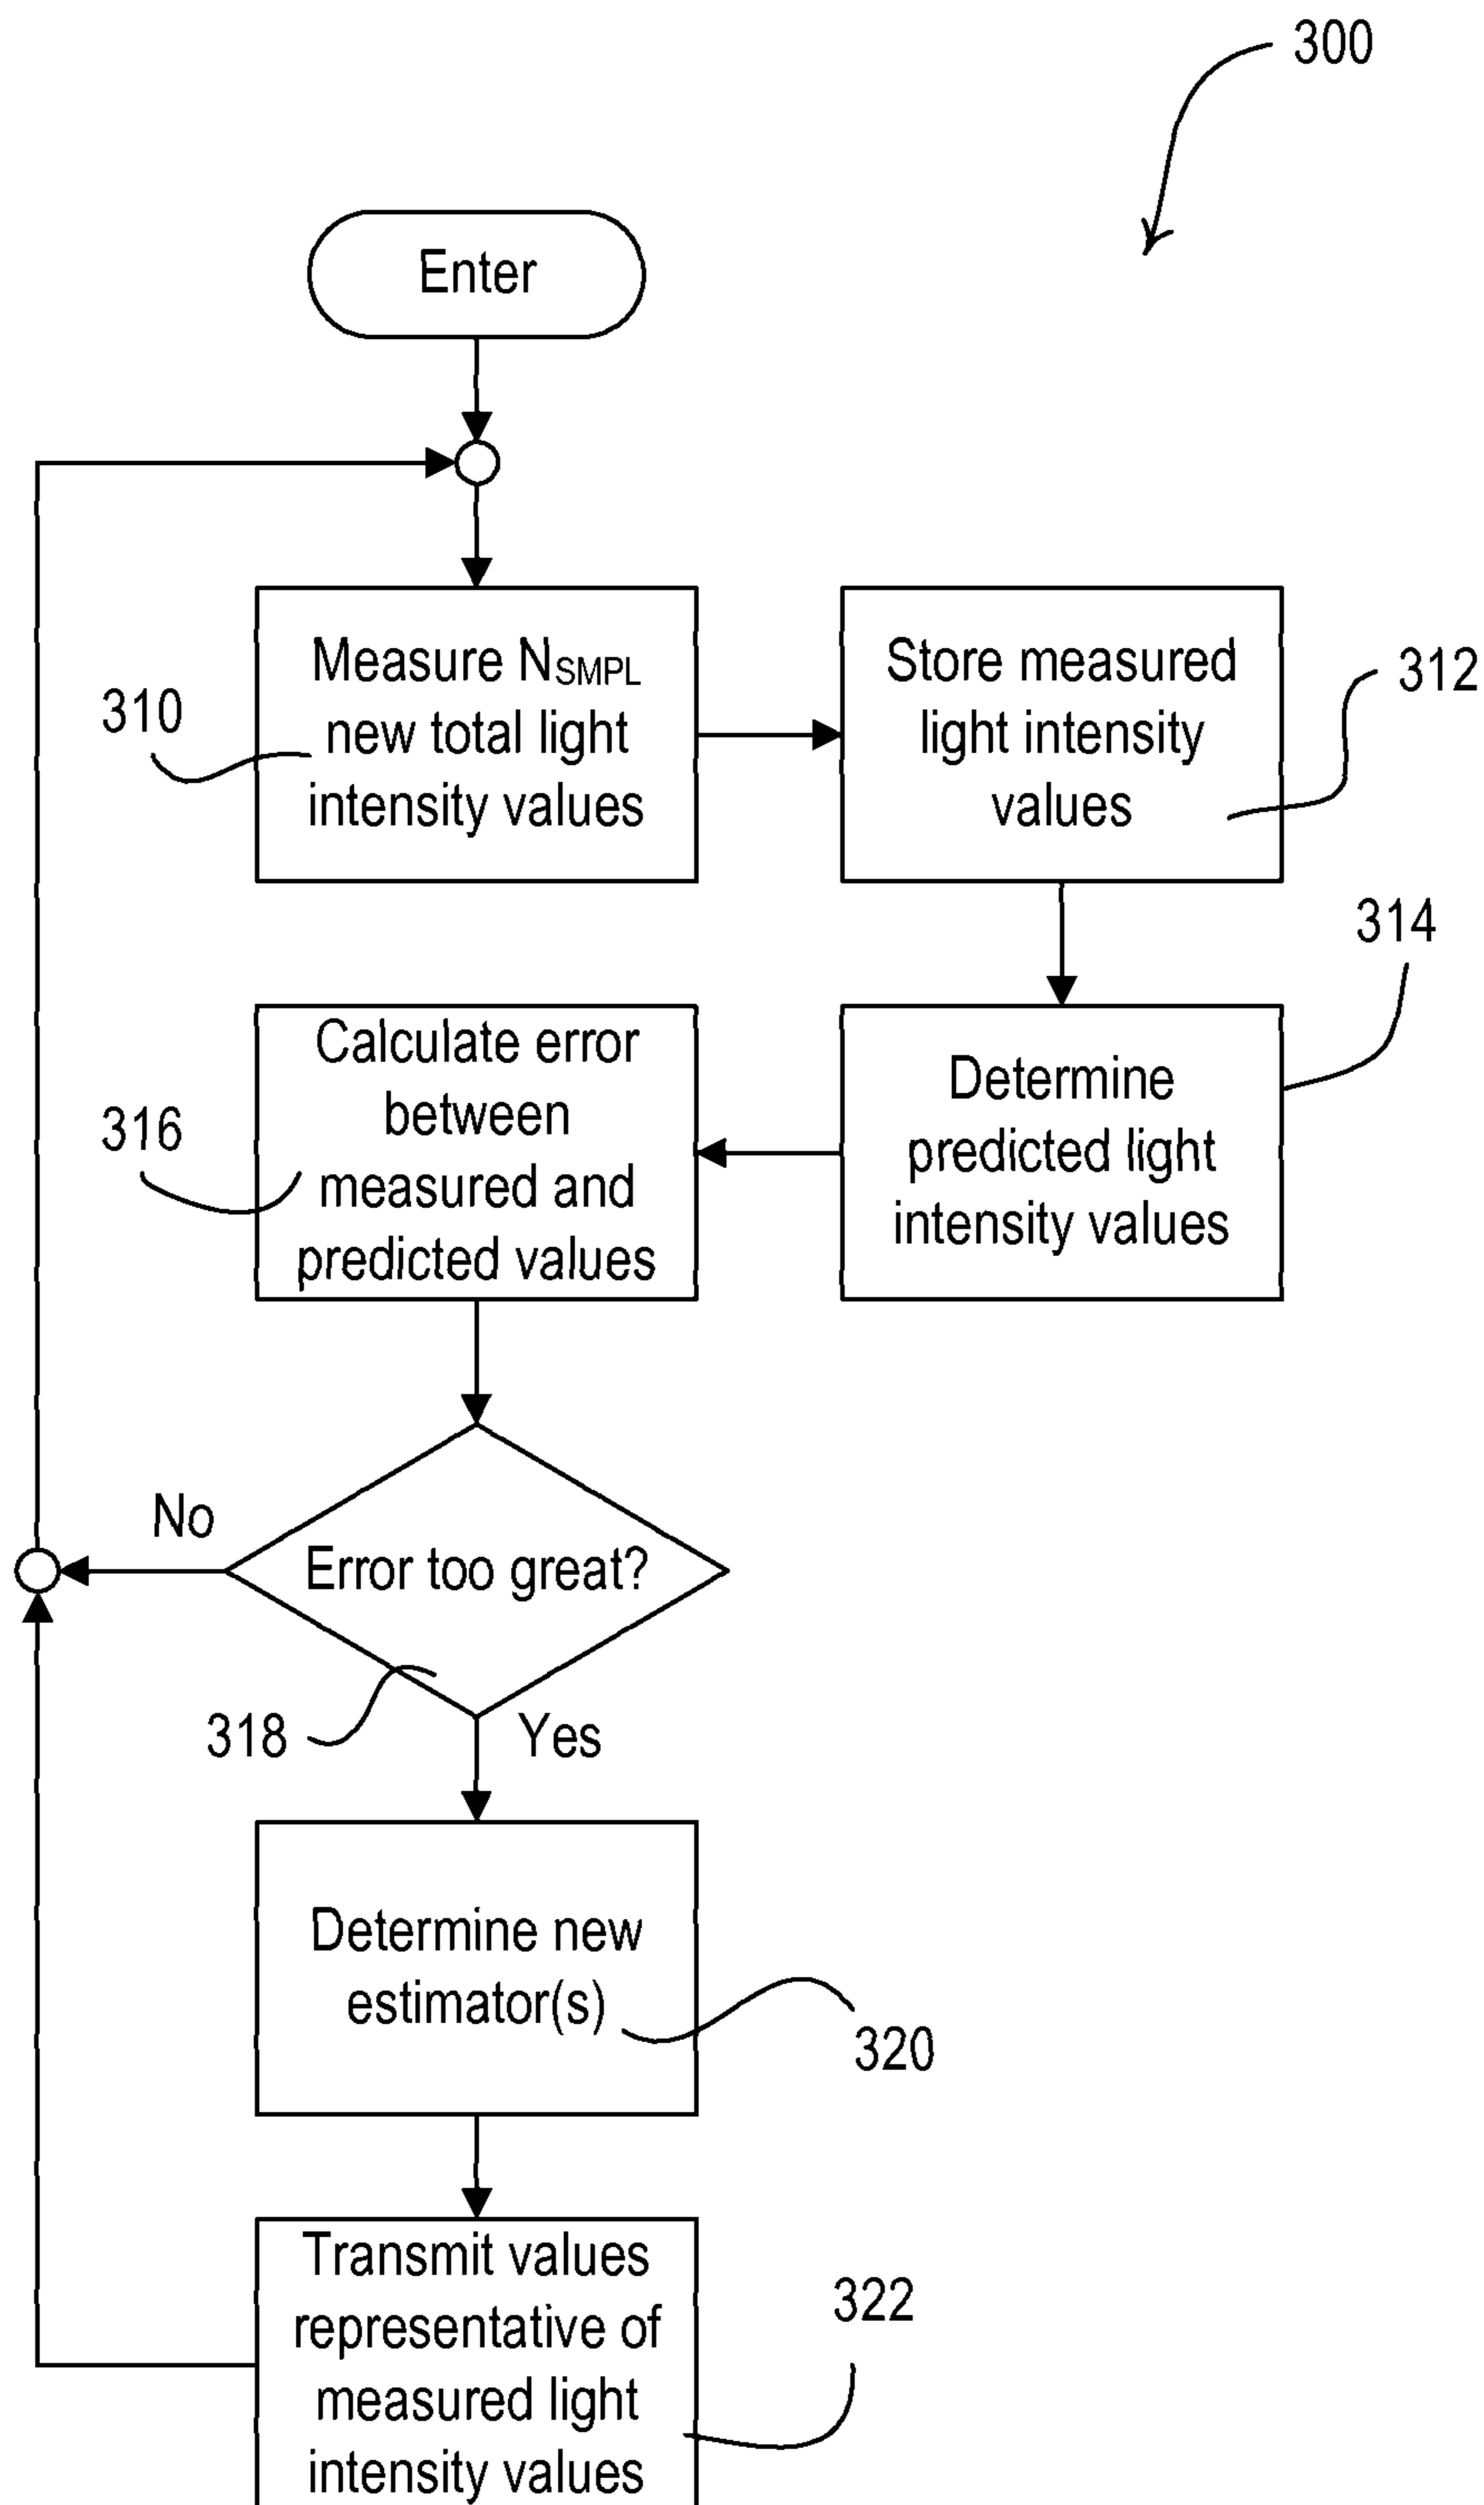 300
Enter
Measure NSMPL
new total light
intensity values
310
Store measured
light intensity
values
312
314
Calculate error
between
measured and
predicted values
316
Determine
predicted light
intensity values
No
Error too great?
318
Yes
Determine new
estimator(s)
320
Transmit values
representative of
measured light
intensity values
322